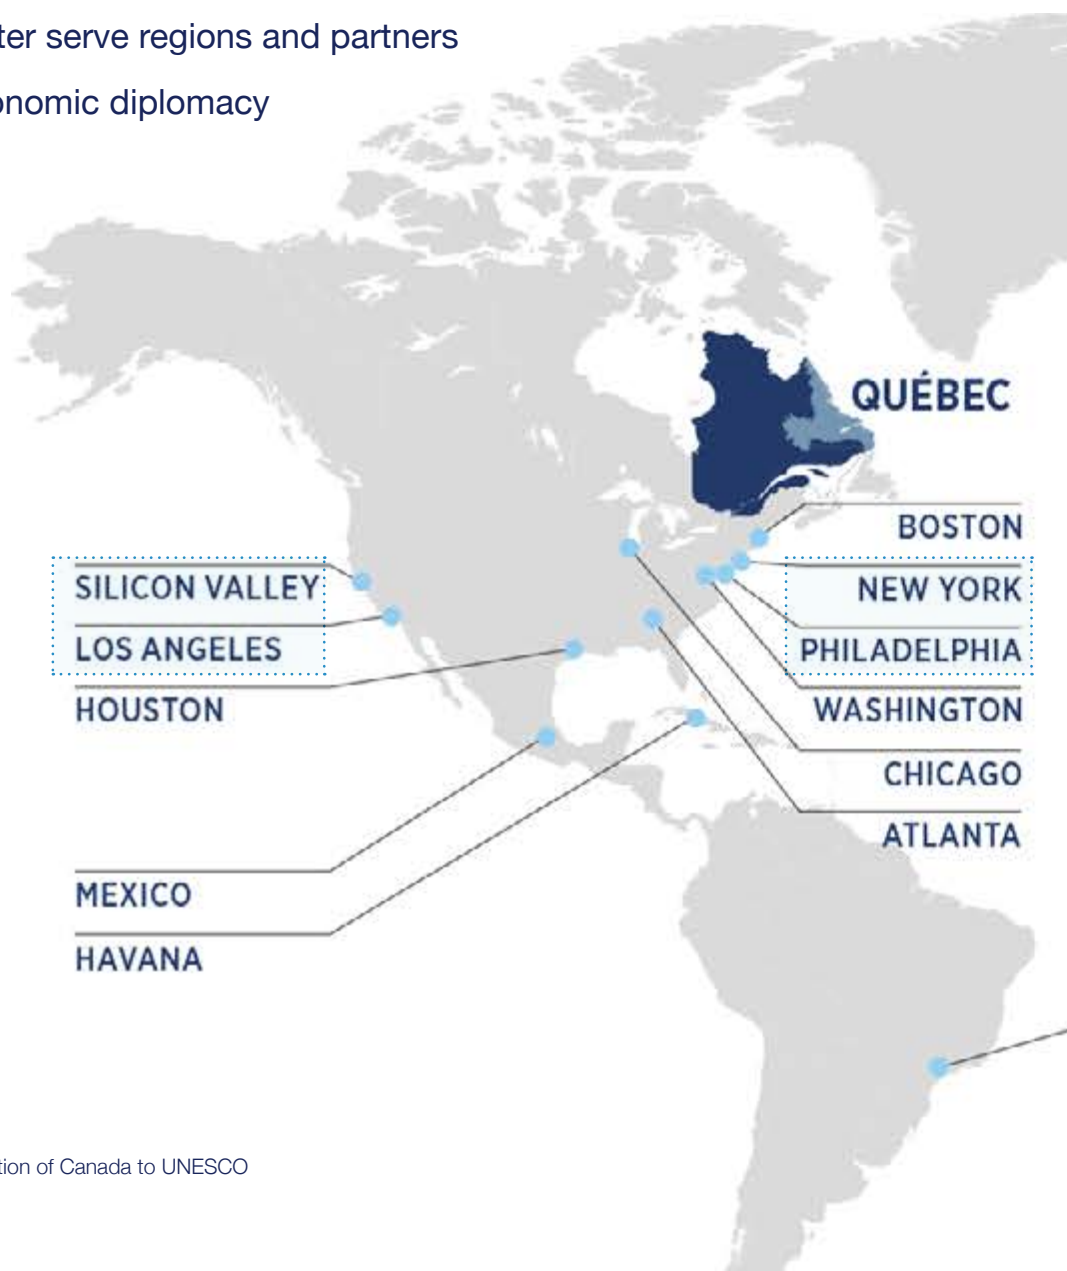 ter serve regions and partners
onomic diplomacy
QUÉBEC
BOSTON
SILICON VALLEY
NEW YORK
LOS ANGELES
PHILADELPHIA
HOUSTON
WASHINGTON
CHICAGO
ATLANTA
MEXICO
HAVANA
tion of Canada to UNESCO